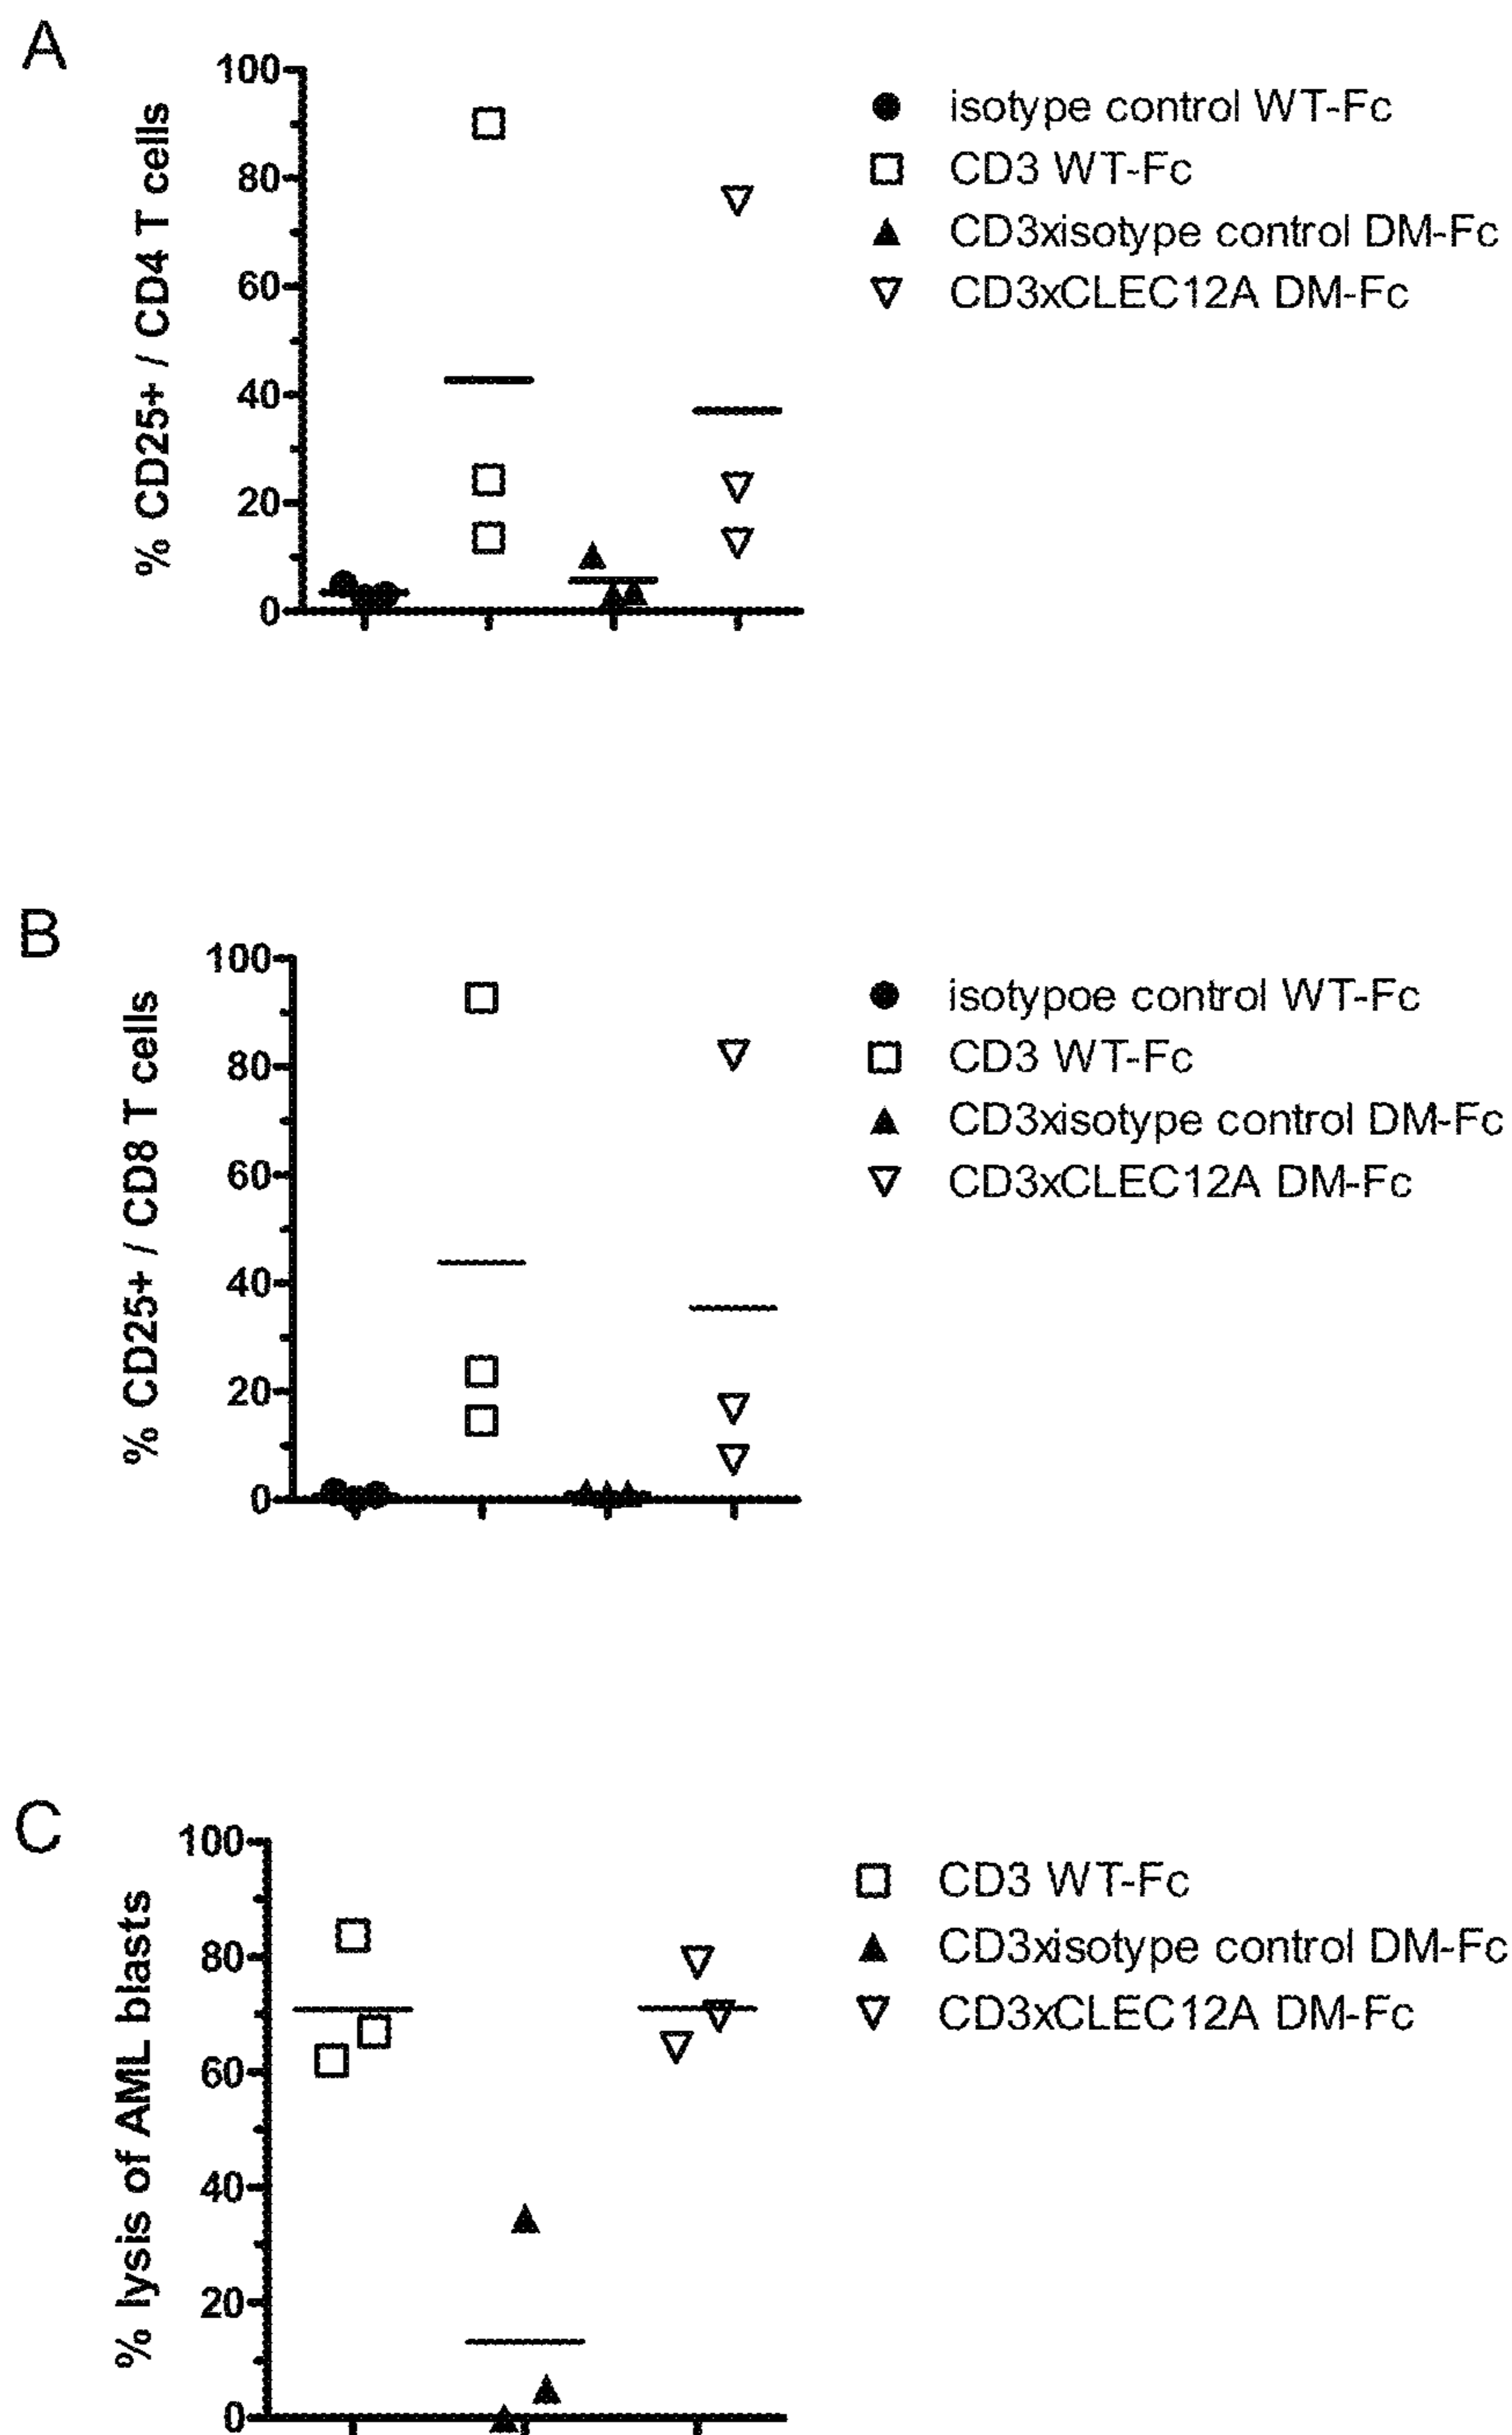 A
100
80
60
40
20
0
% CD25+ / CD4 T cells
isotype control WT-Fc
CD3 WT-Fc
CD3xisotype control DM-Fc
CD3xCLEC12A DM-Fc
B
100
80
60
40
20
0
% CD25+ / CD8 T cells
isotypoe control WT-Fc
CD3 WT-Fc
CD3xisotype control DM-Fc
CD3xCLEC12A DM-Fc
C
100
80
60
40
20
0
% lysis of AML blasts
CD3 WT-Fc
CD3xisotype control DM-Fc
CD3xCLEC12A DM-Fc